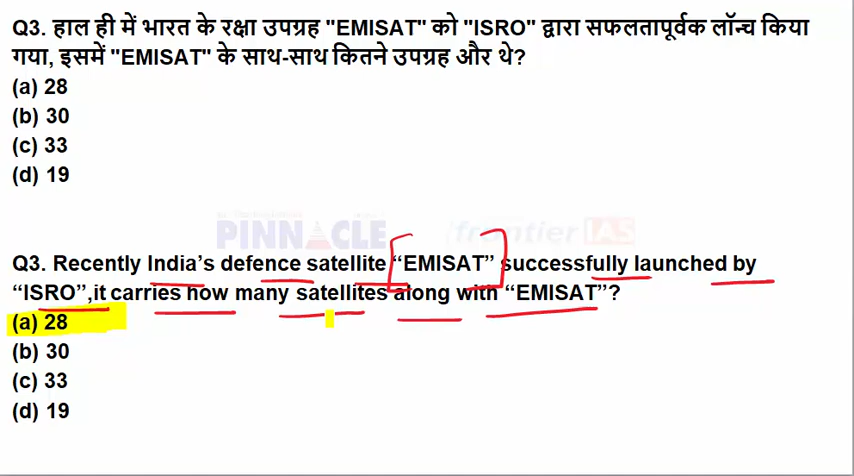 Q3. हाल ही में भारत के रक्षा उपग्रह "EMISAT" को "ISRO" द्वारा सफलतापूर्वक लॉन्च किया
गया, इसमें "EMISAT" के साथ-साथ कितने उपग्रह और थे?
(a) 28
(b) 30
(c) 33
(d) 19
PINNACLE
frontier IAS
Q3. Recently India's defence satellite “EMISAT” successfully launched by
“ISRO”,it carries how many satellites along with “EMISAT”?
(a) 28
(b) 30
(c) 33
(d) 19